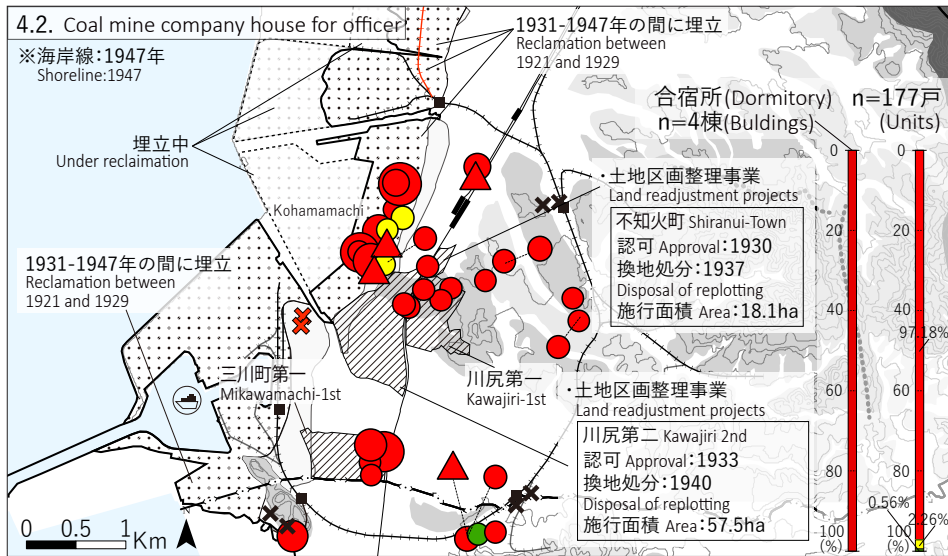 4.2. Coal mine company house for officer
※海岸線：1947年
Shoreline:1947
1931-1947年の間に埋立
Reclamation between
1921 and 1929
埋立中
Under reclaimation
Kohamamachi
1931-1947年の間に埋立
Reclamation between
1921 and 1929
三川町第一
Mikawamachi-1st
川尻第一
Kawajiri-1st
・土地区画整理事業
Land readjustment projects
不知火町 Shiranui-Town
認可 Approval：1930
換地処分：1937
Disposal of replotting
施行面積 Area：18.1ha
・土地区画整理事業
Land readjustment projects
川尻第二 Kawajiri 2nd
認可 Approval：1933
換地処分：1940
Disposal of replotting
施行面積 Area：57.5ha
合宿所(Dormitory)
n=4棟(Buldings)
n=177戸
(Units)
0
20
40
60
80
100
(%)
0
20
40
97.18%
60
80
0.56%
2.26%
100
(%)
0 0.5 1
Km